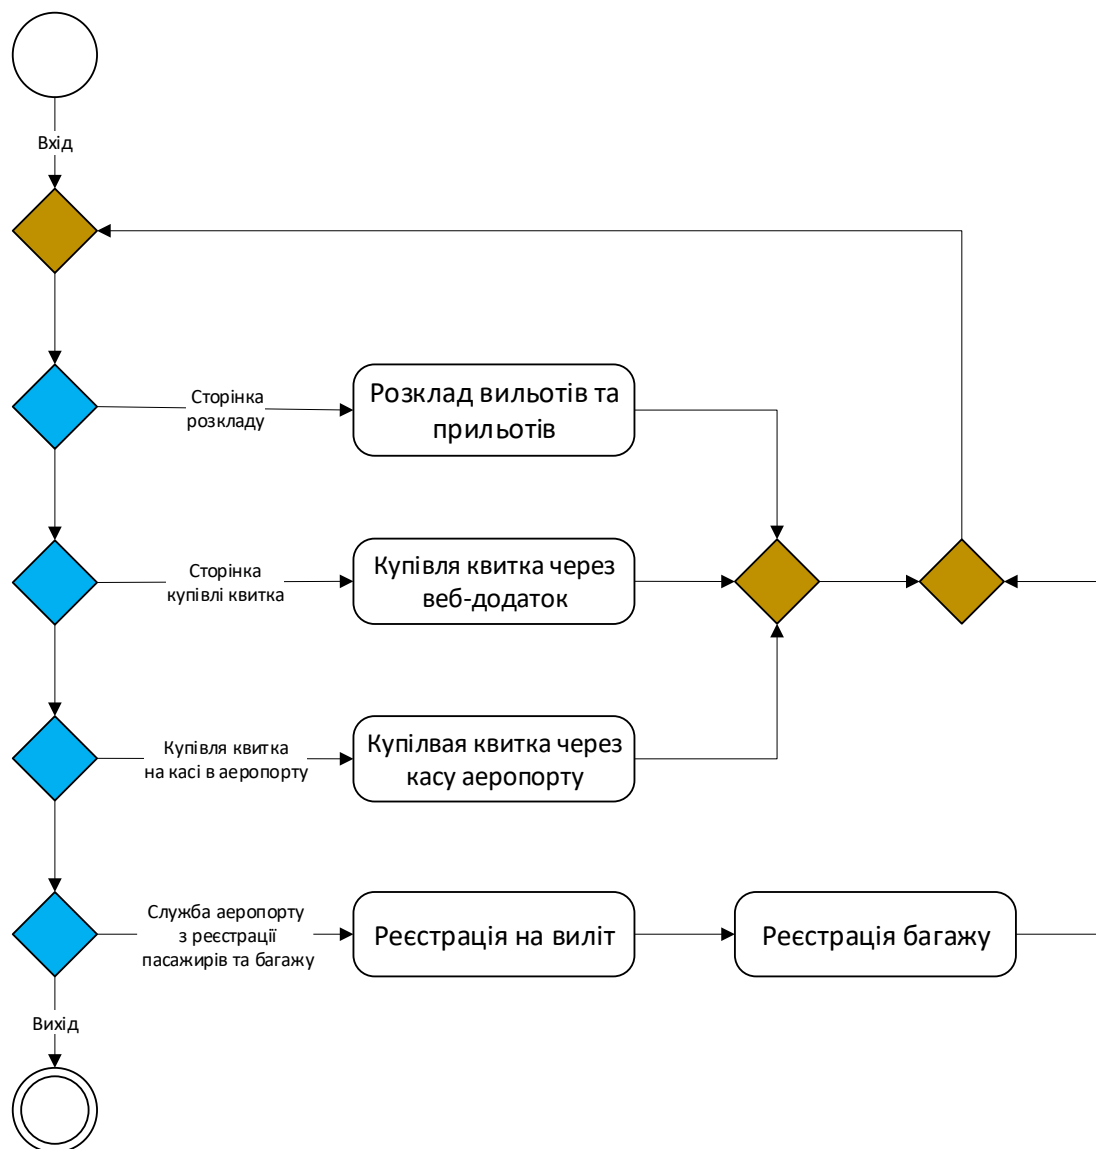 Вхід
Сторінка
розкладу
Розклад вильотів та
прильотів
Сторінка
купівлі квитка
Купівля квитка через
веб-додаток
Купівля квитка
на касі в аеропорту
Купілвая квитка через
касу аеропорту
Служба аеропорту
з реєстрації
пасажирів та багажу
Реєстрація на виліт
Реєстрація багажу
Вихід